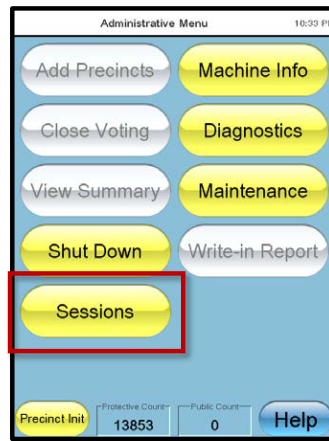 Administrative Menu 10:33 P
Add Precincts Machine Info
Close Voting Diagnostics
View Summary Maintenance
Shut Down Write-in Report
Sessions
Protective Count Public Count
Precinct Init 13853 0 Help